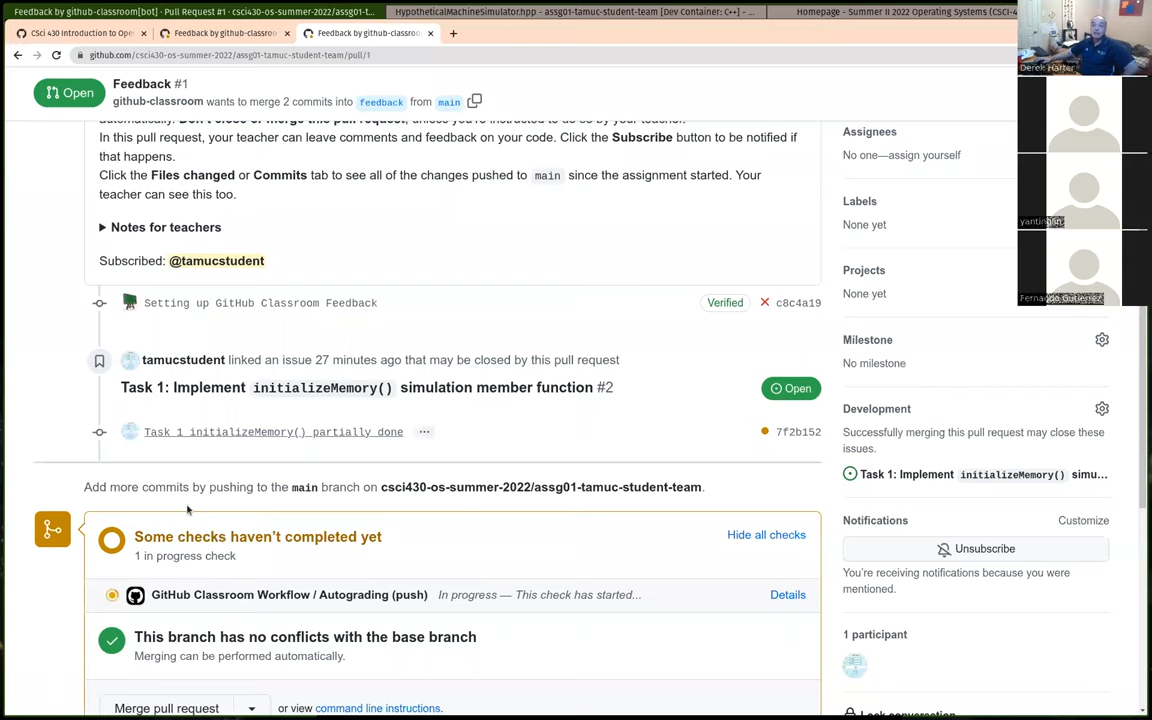 Feedback by github-classroom[bot] · Pull Request #1 · csci430-os-summer-2022/assg01-tamuc-student-t...
HypotheticalMachineSimulator.hpp - assg01-tamuc-student-team [Dev Container: C++] - ...
Homepage - Summer II 2022 Operating Systems (CSCI-4
CSci 430 Introduction to Ope
Feedback by github-classroo
Feedback by github-classroo
github.com/csci430-os-summer-2022/assg01-tamuc-student-team/pull/1
Derek Harter
Open
Feedback #1
github-classroom wants to merge 2 commits into feedback from main
In this pull request, your teacher can leave comments and feedback on your code. Click the Subscribe button to be notified if
that happens.
Click the Files changed or Commits tab to see all of the changes pushed to main since the assignment started. Your
teacher can see this too.
Notes for teachers
Subscribed: @tamucstudent
Setting up GitHub Classroom Feedback
Verified
c8c4a19
tamucstudent linked an issue 27 minutes ago that may be closed by this pull request
Task 1: Implement initializeMemory() simulation member function #2
Open
Task 1 initializeMemory() partially done
...
7f2b152
Add more commits by pushing to the main branch on csci430-os-summer-2022/assg01-tamuc-student-team.
Some checks haven't completed yet
1 in progress check
Hide all checks
GitHub Classroom Workflow / Autograding (push) In progress — This check has started...
Details
This branch has no conflicts with the base branch
Merging can be performed automatically.
Merge pull request
or view command line instructions.
Assignees
No one—assign yourself
Labels
None yet
Projects
None yet
Milestone
No milestone
Development
Successfully merging this pull request may close these
issues.
Task 1: Implement initializeMemory() simu...
Notifications
Customize
Unsubscribe
You're receiving notifications because you were
mentioned.
1 participant
Lock conversation
yantinglin
Fernando Gutierrez